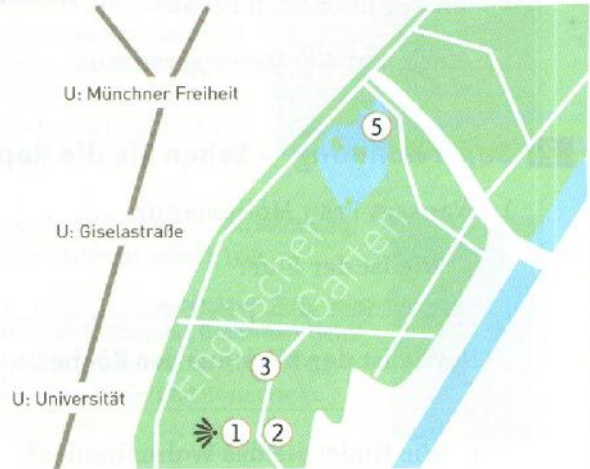 U: Münchner Freiheit
5
U: Giselastraße
Englischer
Garten
3
U: Universität
1
2